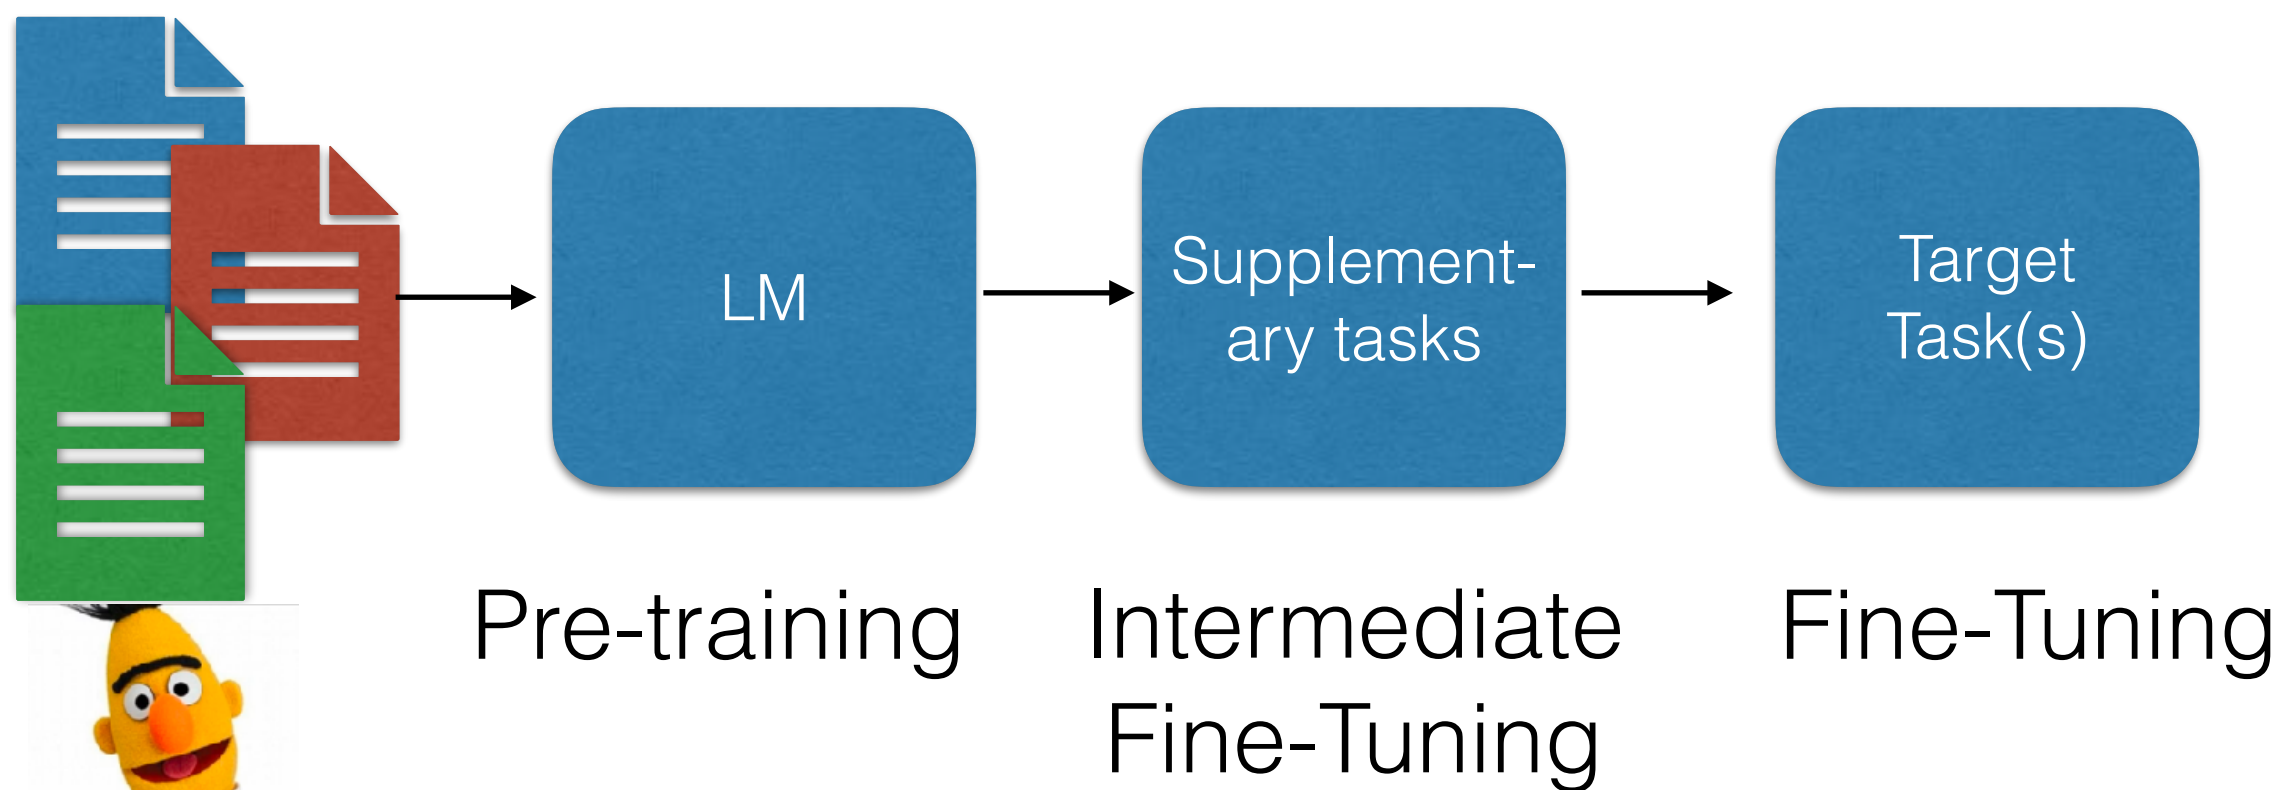 LM
Supplement-
ary tasks
Target
Task(s)
Pre-training
Intermediate
Fine-Tuning
Fine-Tuning